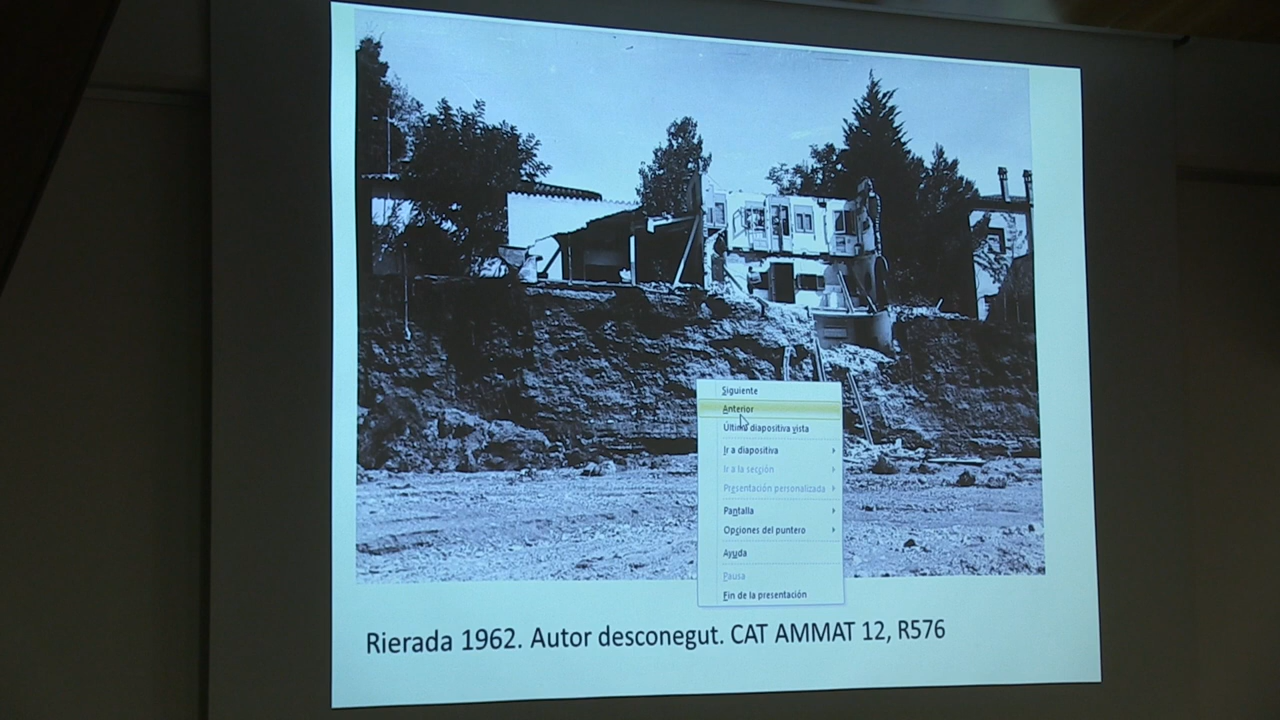 Siguiente
Anterior
Última diapositiva vista
Ir a diapositiva
Ir a la sección
Presentación personalizada
Pantalla
Opciones del puntero
Ayuda
Pausa
Fin de la presentación
Rierada 1962. Autor desconegut. CAT AMMAT 12, R576